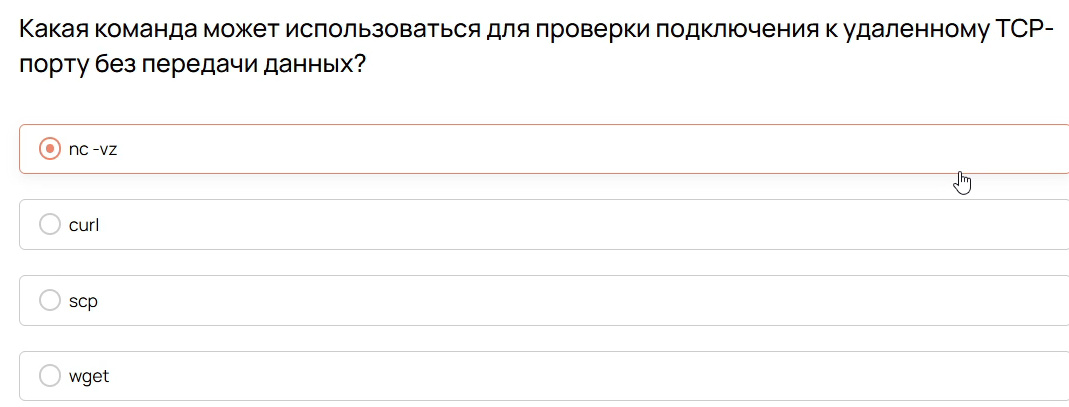 Какая команда может использоваться для проверки подключения к удаленному TCP-
порту без передачи данных?
nc -vz
curl
scp
wget